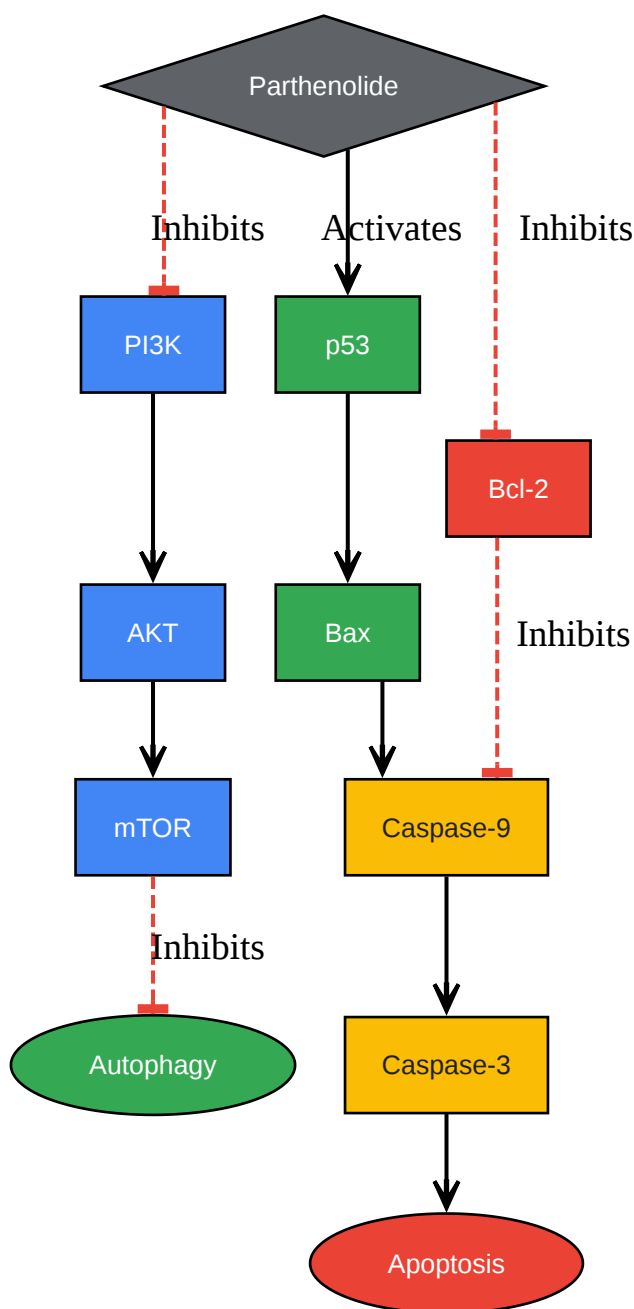 Parthenolide
Inhibits
Activates
Inhibits
PI3K
p53
Bcl-2
AKT
Bax
Inhibits
mTOR
Caspase-9
Inhibits
Autophagy
Caspase-3
Apoptosis